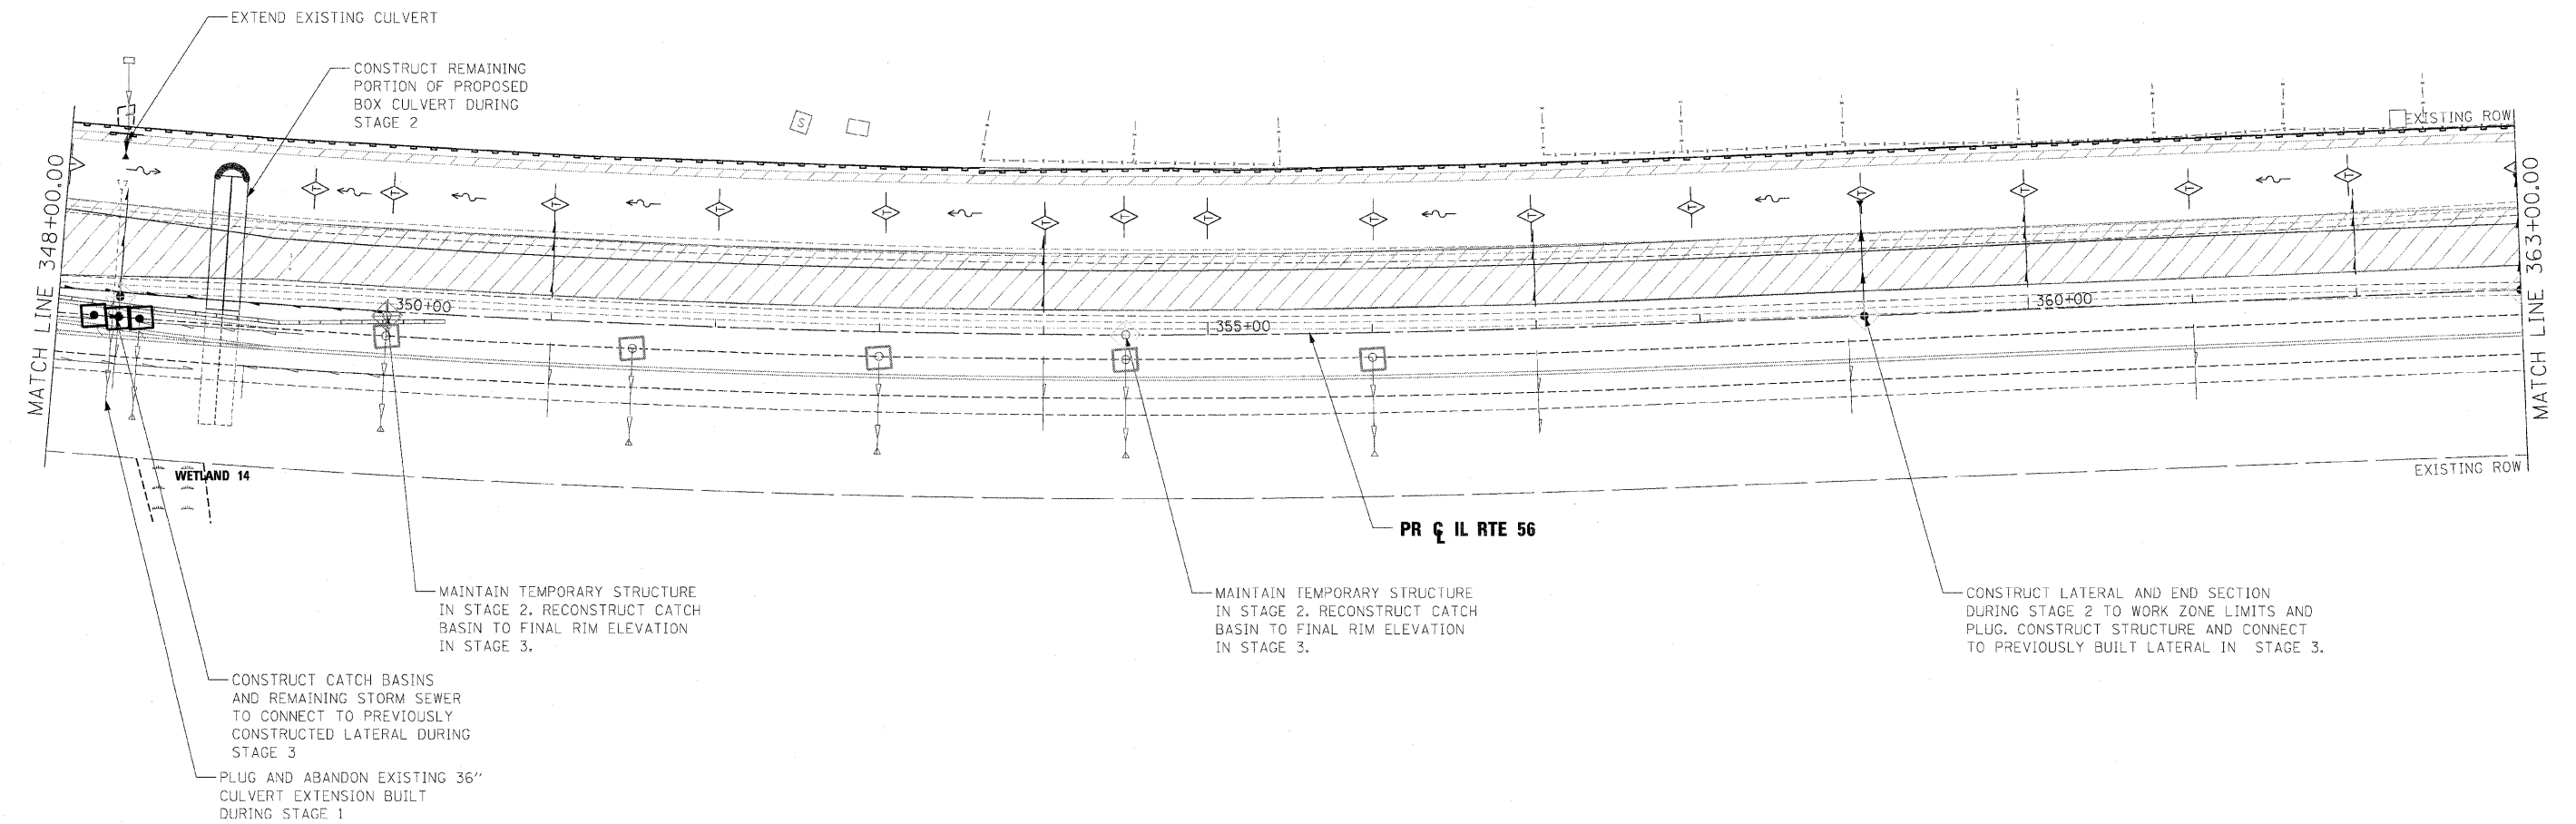 EXTEND EXISTING CULVERT
CONSTRUCT REMAINING
PORTION OF PROPOSED
BOX CULVERT DURING
STAGE 2
S
EXISTING ROW
MATCH LINE 348+00.00
MATCH LINE 363+00.00
T T T T T T T T T T T T T T T
350+00
355+00
360+00
WETLAND 14
EXISTING ROW
PR ℄ IL RTE 56
MAINTAIN TEMPORARY STRUCTURE
IN STAGE 2. RECONSTRUCT CATCH
BASIN TO FINAL RIM ELEVATION
IN STAGE 3.
MAINTAIN TEMPORARY STRUCTURE
IN STAGE 2. RECONSTRUCT CATCH
BASIN TO FINAL RIM ELEVATION
IN STAGE 3.
CONSTRUCT LATERAL AND END SECTION
DURING STAGE 2 TO WORK ZONE LIMITS AND
PLUG. CONSTRUCT STRUCTURE AND CONNECT
TO PREVIOUSLY BUILT LATERAL IN STAGE 3.
CONSTRUCT CATCH BASINS
AND REMAINING STORM SEWER
TO CONNECT TO PREVIOUSLY
CONSTRUCTED LATERAL DURING
STAGE 3
PLUG AND ABANDON EXISTING 36"
CULVERT EXTENSION BUILT
DURING STAGE 1